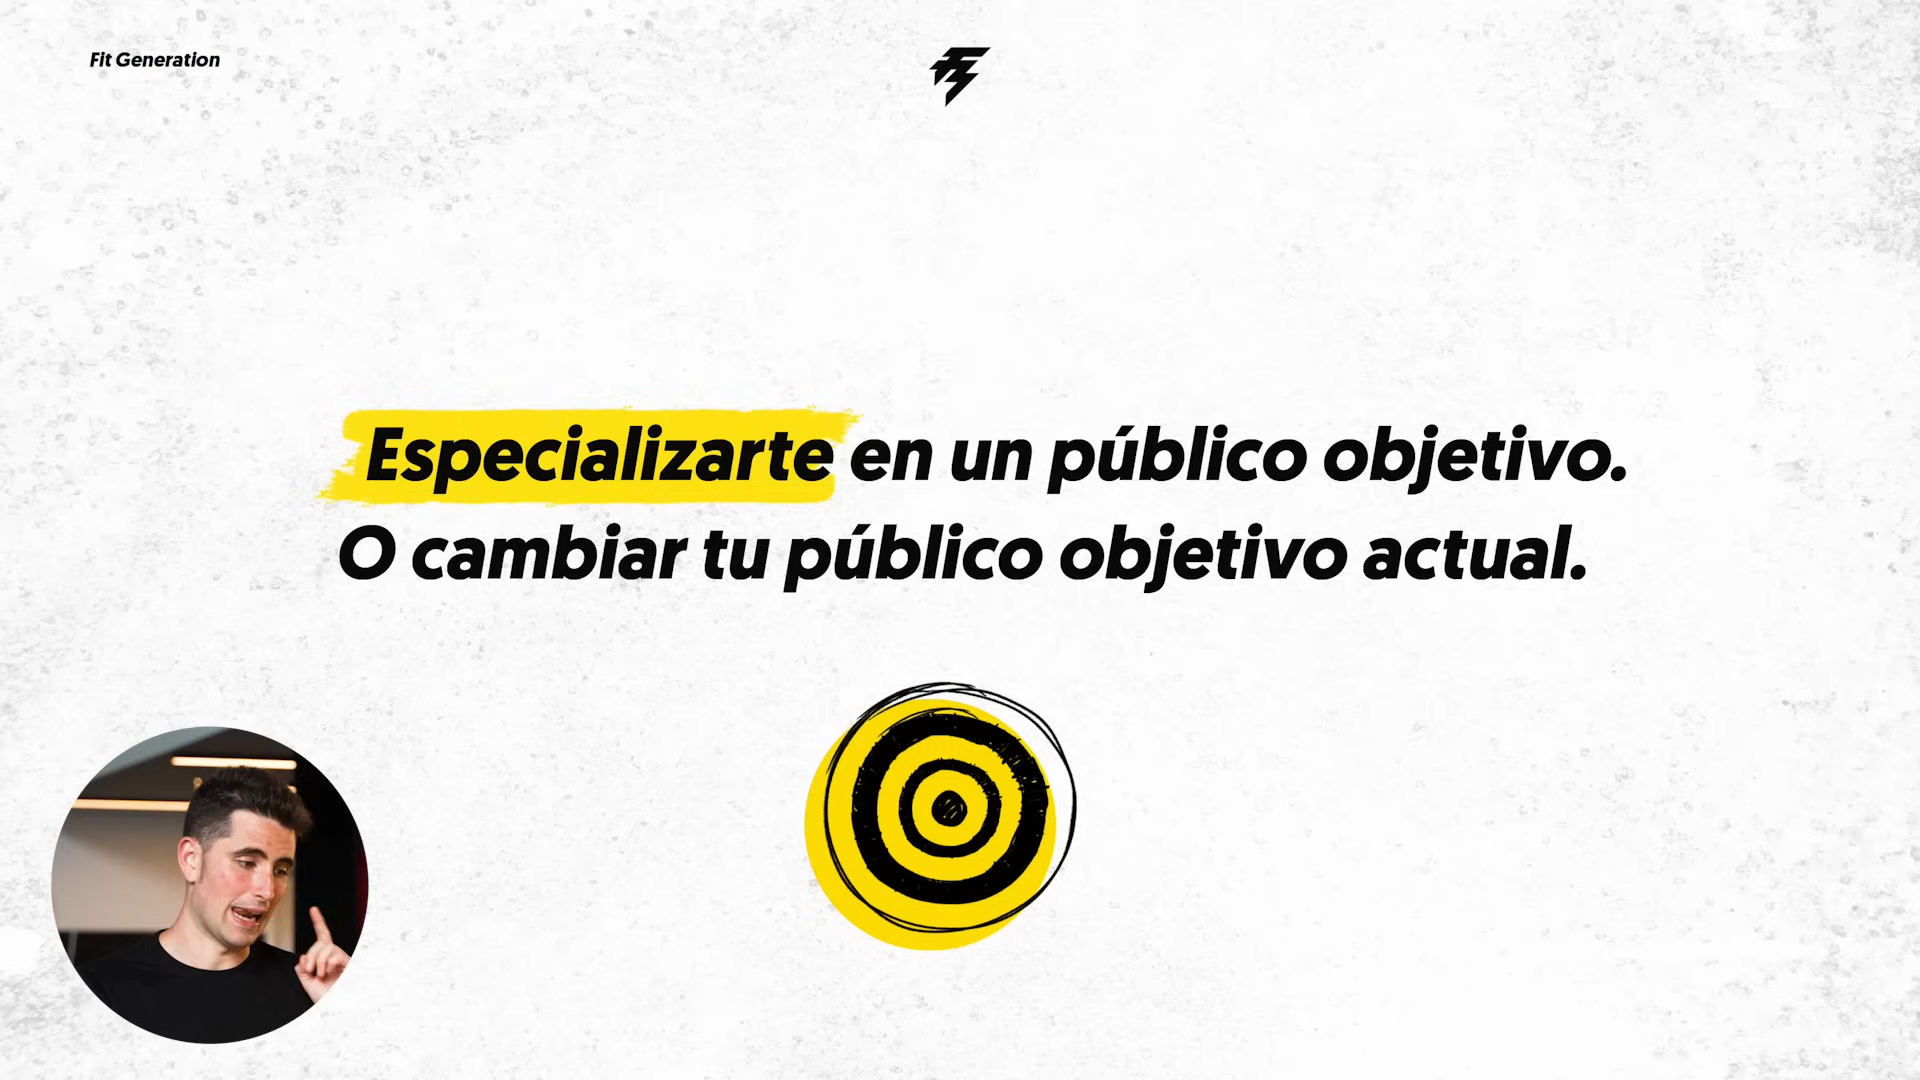 Fit Generation
Especializarte en un público objetivo.
O cambiar tu público objetivo actual.